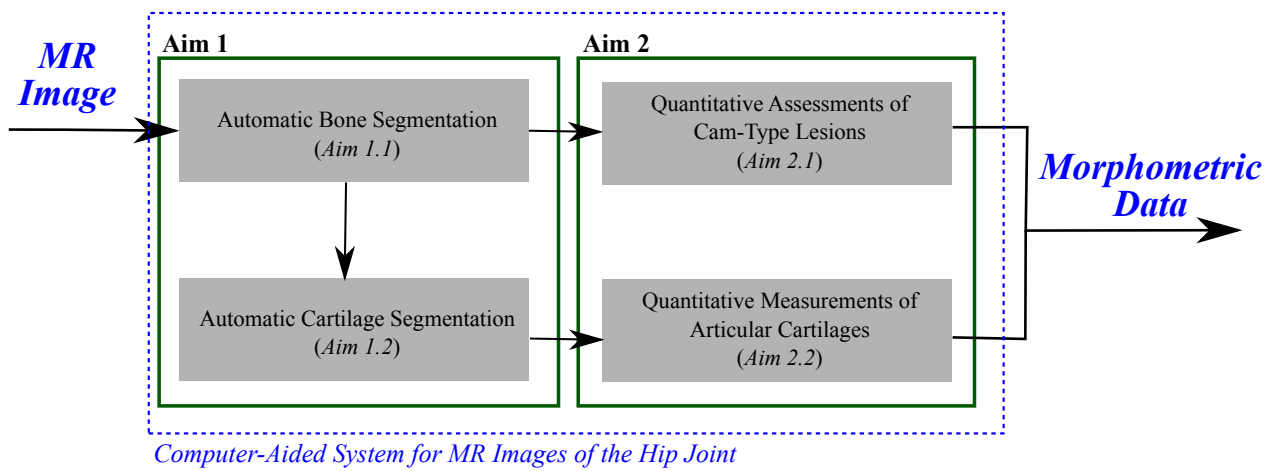 MR
Image
Aim 1
Automatic Bone Segmentation
(Aim 1.1)
Automatic Cartilage Segmentation
(Aim 1.2)
Aim 2
Quantitative Assessments of
Cam-Type Lesions
(Aim 2.1)
Quantitative Measurements of
Articular Cartilages
(Aim 2.2)
Morphometric
Data
Computer-Aided System for MR Images of the Hip Joint